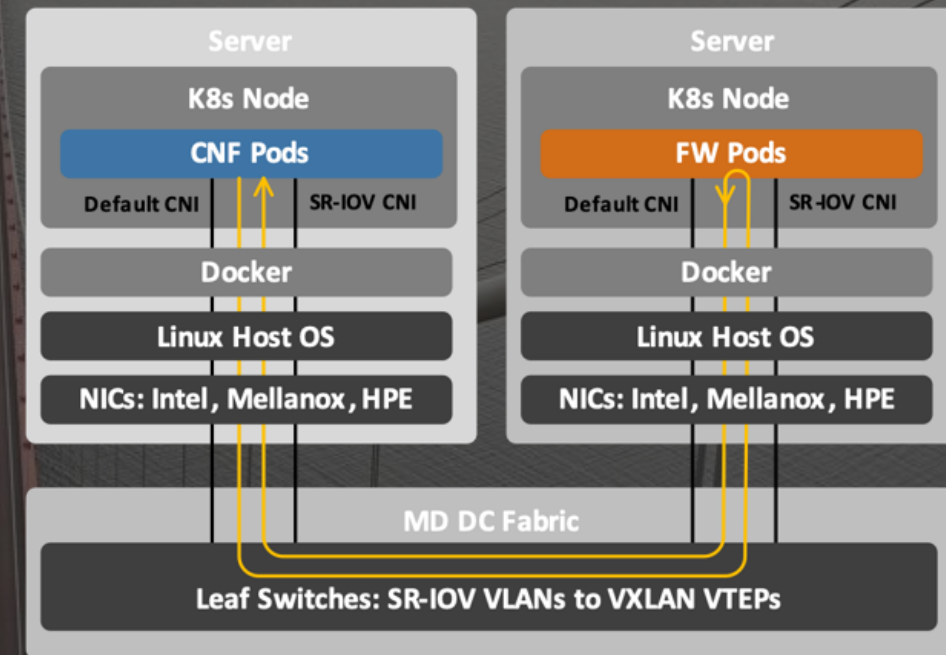 Server
K8s Node
CNF Pods
Default CNI
SR-IOV CNI
Docker
Linux Host OS
NICs: Intel, Mellanox, HPE
Server
K8s Node
FW Pods
Default CNI
SR-IOV CNI
Docker
Linux Host OS
NICs: Intel, Mellanox, HPE
MD DC Fabric
Leaf Switches: SR-IOV VLANs to VXLAN VTEPs